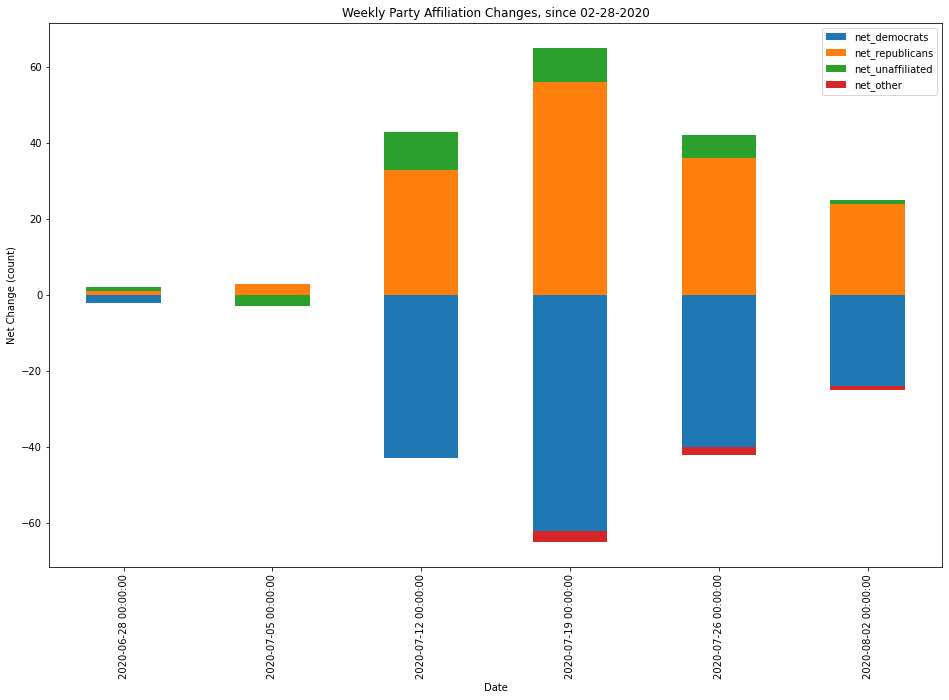 Weekly Party Affiliation Changes, since 02-28-2020
net_democrats
net_republicans
net_unaffiliated
net_other
Net Change (count)
60
40
20
0
−20
−40
−60
2020-06-28 00:00:00
2020-07-05 00:00:00
2020-07-12 00:00:00
2020-07-19 00:00:00
2020-07-26 00:00:00
2020-08-02 00:00:00
Date